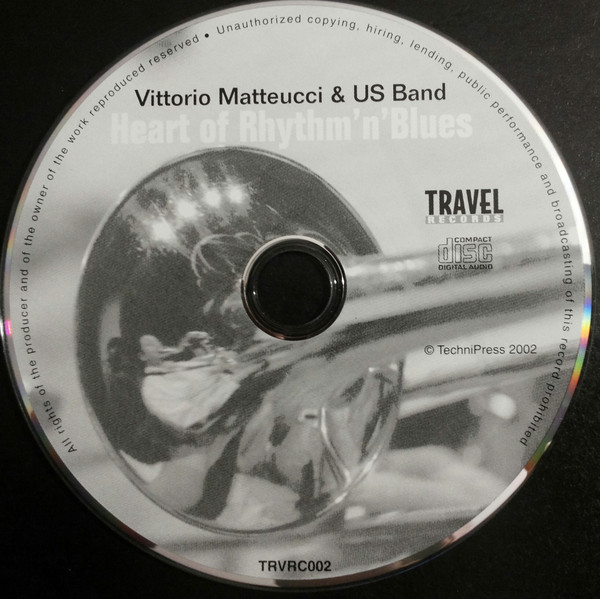 All rights of the producer and of the owner of the work reproduced reserved • Unauthorized copying, hiring, lending, public performance and broadcasting of this record prohibited
Vittorio Matteucci & US Band
Heart of Rhythm'n'Blues
TRAVEL
RECORDS
COMPACT
disc
DIGITAL AUDIO
© TechniPress 2002
TRVRC002